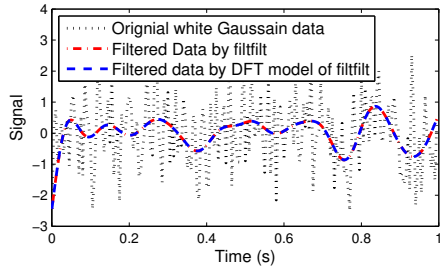 4
3
2
1
0
−1
−2
−3
Signal
Orignial white Gaussain data
Filtered Data by filtfilt
Filtered data by DFT model of filtfilt
0 0.2 0.4 0.6 0.8 1
Time (s)